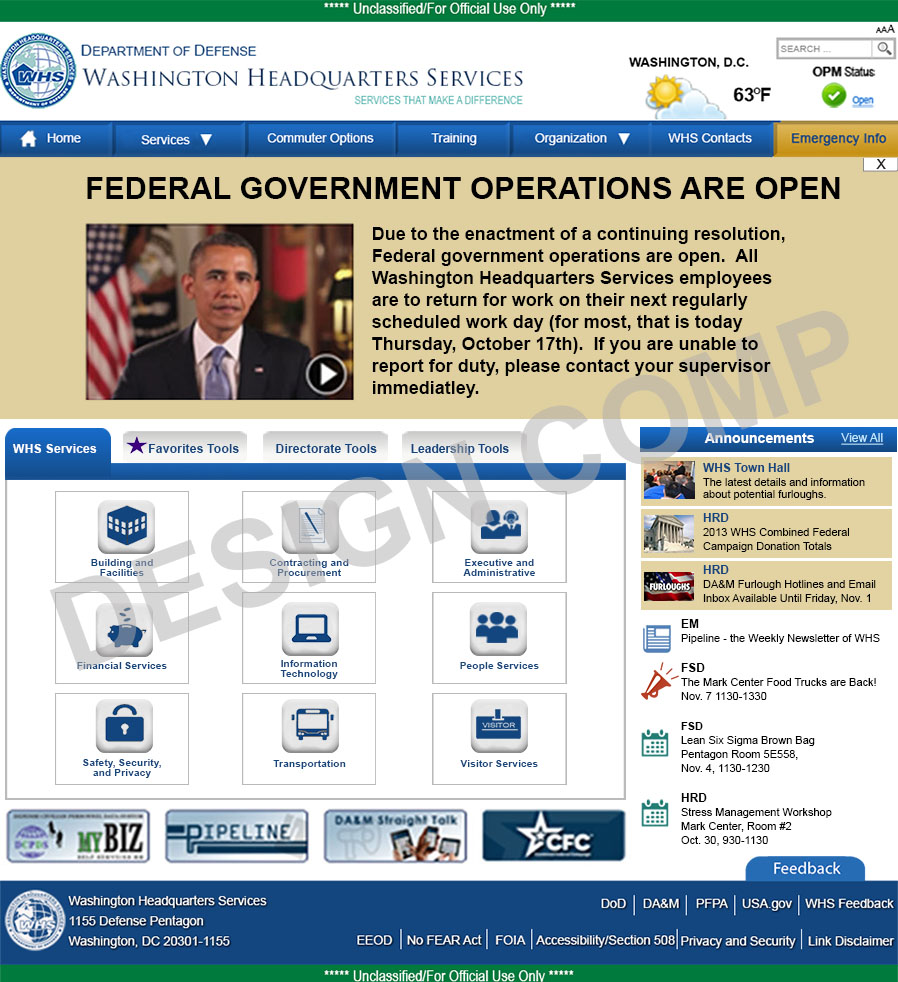 ***** Unclassified/For Official Use Only *****
AAA
DEPARTMENT OF DEFENSE
WASHINGTON HEADQUARTERS SERVICES
SERVICES THAT MAKE A DIFFERENCE
WHS
WASHINGTON, D.C.
63°F
SEARCH ...
OPM Status
Open
Home
Services ▼
Commuter Options
Training
Organization ▼
WHS Contacts
Emergency Info
X
FEDERAL GOVERNMENT OPERATIONS ARE OPEN
Due to the enactment of a continuing resolution,
Federal government operations are open. All
Washington Headquarters Services employees
are to return for work on their next regularly
scheduled work day (for most, that is today
Thursday, October 17th). If you are unable to
report for duty, please contact your supervisor
immediatley.
DESIGN COMP
WHS Services
Favorites Tools
Directorate Tools
Leadership Tools
Building and
Facilities
Contracting and
Procurement
Executive and
Administrative
Financial Services
Information
Technology
People Services
Safety, Security,
and Privacy
Transportation
VISITOR
Visitor Services
Announcements
View All
WHS Town Hall
The latest details and information
about potential furloughs.
HRD
2013 WHS Combined Federal
Campaign Donation Totals
FURLOUGHS
HRD
DA&M Furlough Hotlines and Email
Inbox Available Until Friday, Nov. 1
EM
Pipeline - the Weekly Newsletter of WHS
FSD
The Mark Center Food Trucks are Back!
Nov. 7 1130-1330
FSD
Lean Six Sigma Brown Bag
Pentagon Room 5E558,
Nov. 4, 1130-1230
HRD
Stress Management Workshop
Mark Center, Room #2
Oct. 30, 930-1130
DCPDS
MYBIZ
PIPELINE
DA&M Straight Talk
CFC
Feedback
WHS
Washington Headquarters Services
1155 Defense Pentagon
Washington, DC 20301-1155
DoD | DA&M | PFPA | USA.gov | WHS Feedback
EEOD | No FEAR Act | FOIA | Accessibility/Section 508 | Privacy and Security | Link Disclaimer
***** Unclassified/For Official Use Only *****